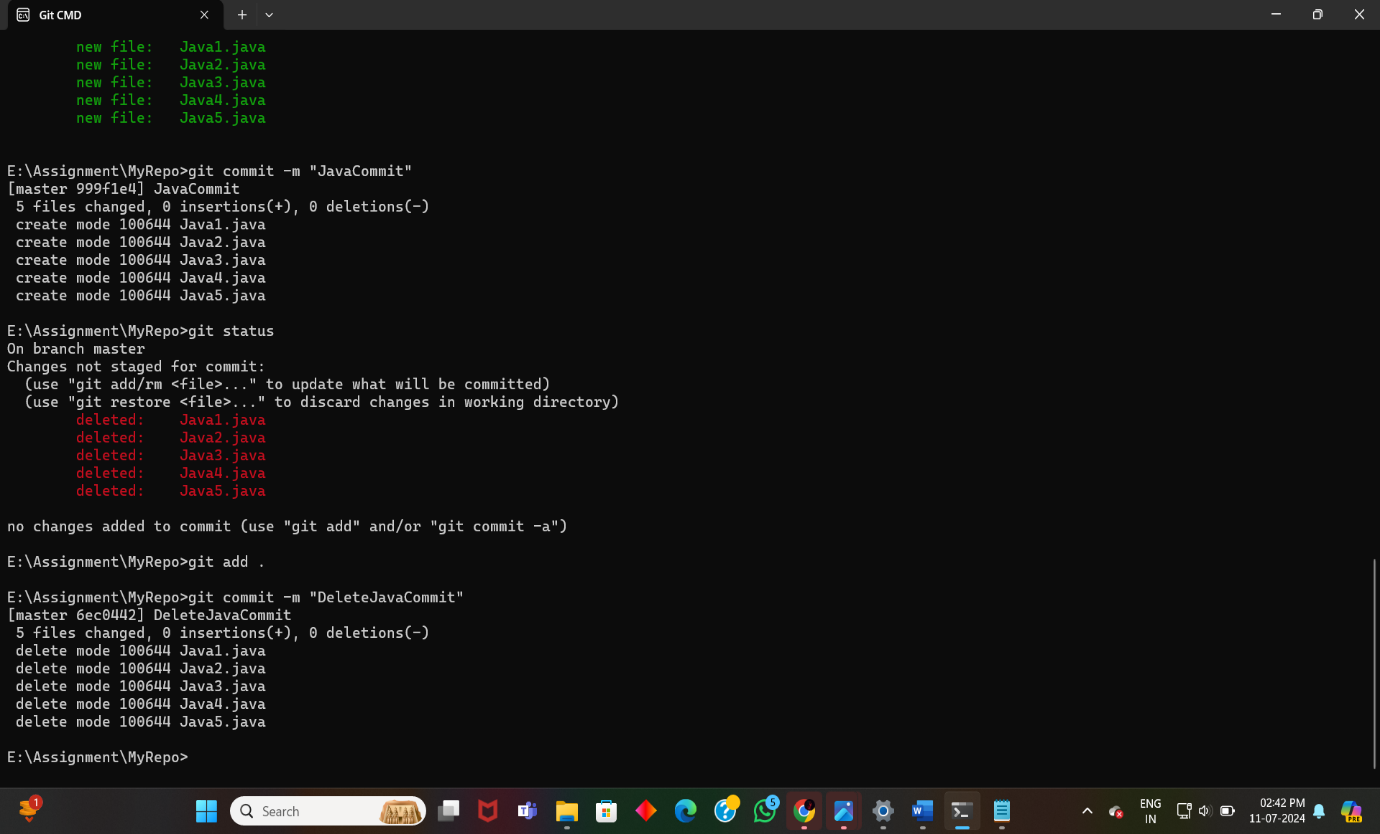 Git CMD
new file:   Java1.java
new file:   Java2.java
new file:   Java3.java
new file:   Java4.java
new file:   Java5.java
E:\Assignment\MyRepo>git commit -m "JavaCommit"
[master 999f1e4] JavaCommit
 5 files changed, 0 insertions(+), 0 deletions(-)
 create mode 100644 Java1.java
 create mode 100644 Java2.java
 create mode 100644 Java3.java
 create mode 100644 Java4.java
 create mode 100644 Java5.java
E:\Assignment\MyRepo>git status
On branch master
Changes not staged for commit:
  (use "git add/rm <file>..." to update what will be committed)
  (use "git restore <file>..." to discard changes in working directory)
deleted:    Java1.java
deleted:    Java2.java
deleted:    Java3.java
deleted:    Java4.java
deleted:    Java5.java
no changes added to commit (use "git add" and/or "git commit -a")
E:\Assignment\MyRepo>git add .
E:\Assignment\MyRepo>git commit -m "DeleteJavaCommit"
[master 6ec0442] DeleteJavaCommit
 5 files changed, 0 insertions(+), 0 deletions(-)
 delete mode 100644 Java1.java
 delete mode 100644 Java2.java
 delete mode 100644 Java3.java
 delete mode 100644 Java4.java
 delete mode 100644 Java5.java
E:\Assignment\MyRepo>
1
Search
5
ENG
IN
02:42 PM
11-07-2024
PRE